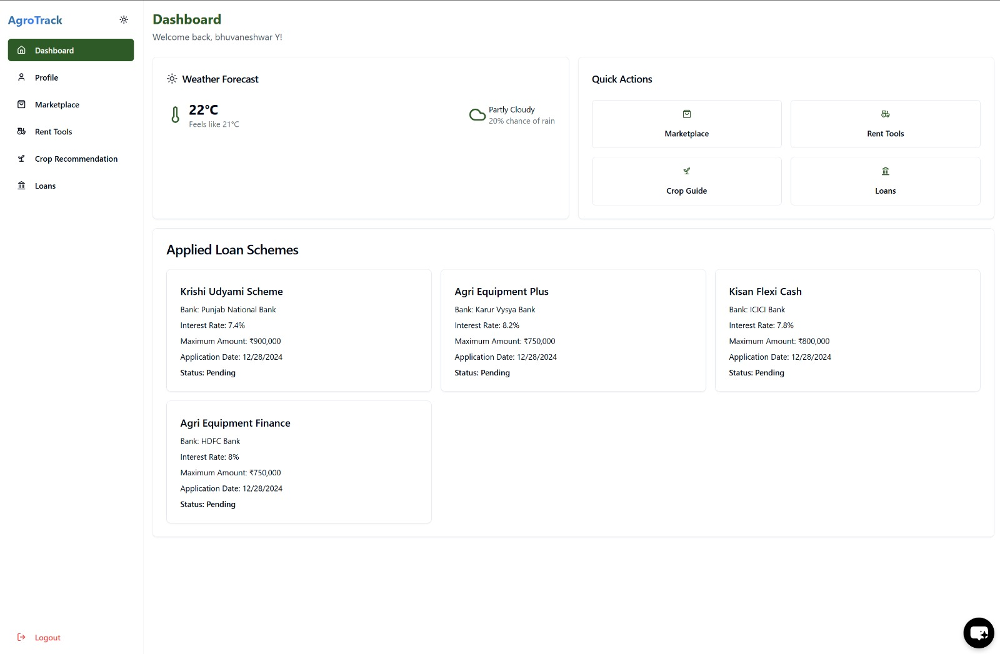 AgroTrack
Dashboard
Profile
Marketplace
Rent Tools
Crop Recommendation
Loans
Logout
Dashboard
Welcome back, bhuvaneshwar Y!
Weather Forecast
22°C
Feels like 21°C
Partly Cloudy
20% chance of rain
Quick Actions
Marketplace
Rent Tools
Crop Guide
Loans
Applied Loan Schemes
Krishi Udyami Scheme
Bank: Punjab National Bank
Interest Rate: 7.4%
Maximum Amount: ₹900,000
Application Date: 12/28/2024
Status: Pending
Agri Equipment Plus
Bank: Karur Vysya Bank
Interest Rate: 8.2%
Maximum Amount: ₹750,000
Application Date: 12/28/2024
Status: Pending
Kisan Flexi Cash
Bank: ICICI Bank
Interest Rate: 7.8%
Maximum Amount: ₹800,000
Application Date: 12/28/2024
Status: Pending
Agri Equipment Finance
Bank: HDFC Bank
Interest Rate: 8%
Maximum Amount: ₹750,000
Application Date: 12/28/2024
Status: Pending